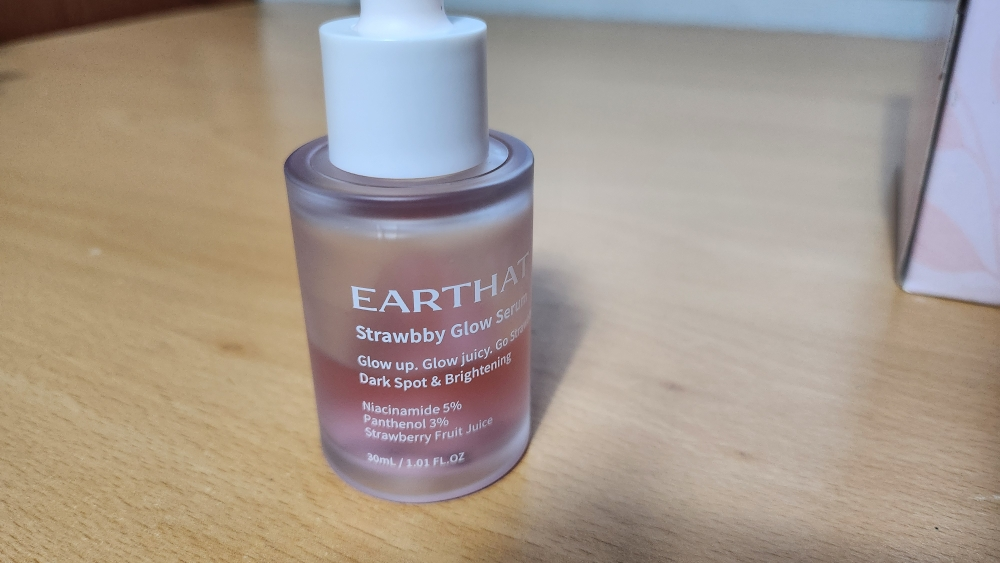 EARTHAT
Strawbby Glow Serum
Glow up. Glow juicy. Go
Dark Spot & Brightening
Niacinamide 5%
Panthenol 3%
Strawberry Fruit Juice
30mL / 1.01 FL.OZ